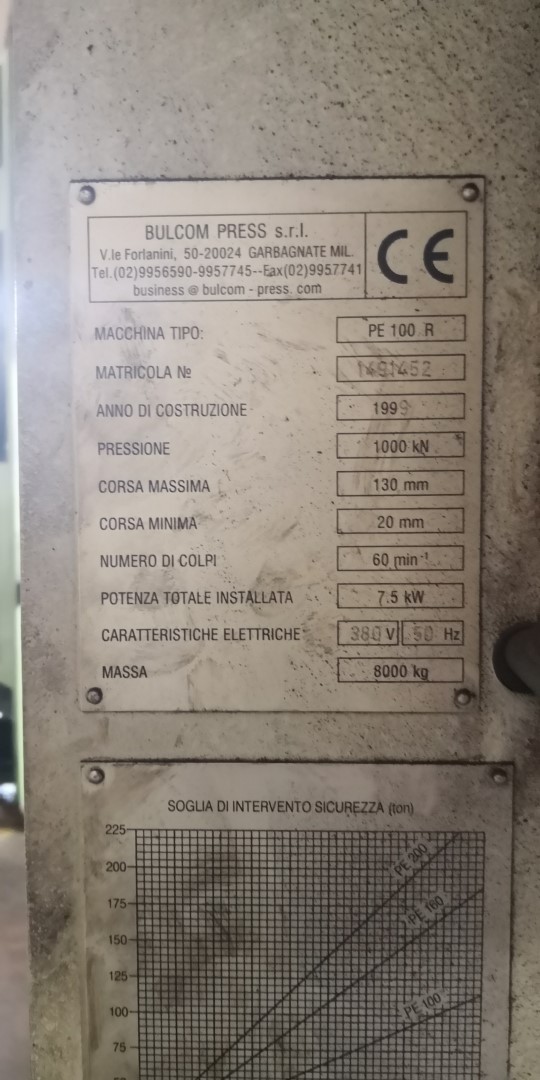 BULCOM PRESS s.r.l.
V.le Forlanini, 50-20024 GARBAGNATE MIL.
Tel.(02)9956590-9957745--Fax(02)9957741
business @ bulcom - press. com
CE
MACCHINA TIPO: PE 100 R
MATRICOLA №
ANNO DI COSTRUZIONE 1999
PRESSIONE 1000 kN
CORSA MASSIMA 130 mm
CORSA MINIMA 20 mm
NUMERO DI COLPI 60 min⁻¹
POTENZA TOTALE INSTALLATA 7.5 kW
CARATTERISTICHE ELETTRICHE 380 V 50 Hz
MASSA 8000 kg
SOGLIA DI INTERVENTO SICUREZZA (ton)
225
200
175
150
125
100
75
PE 200
PE 160
PE 100